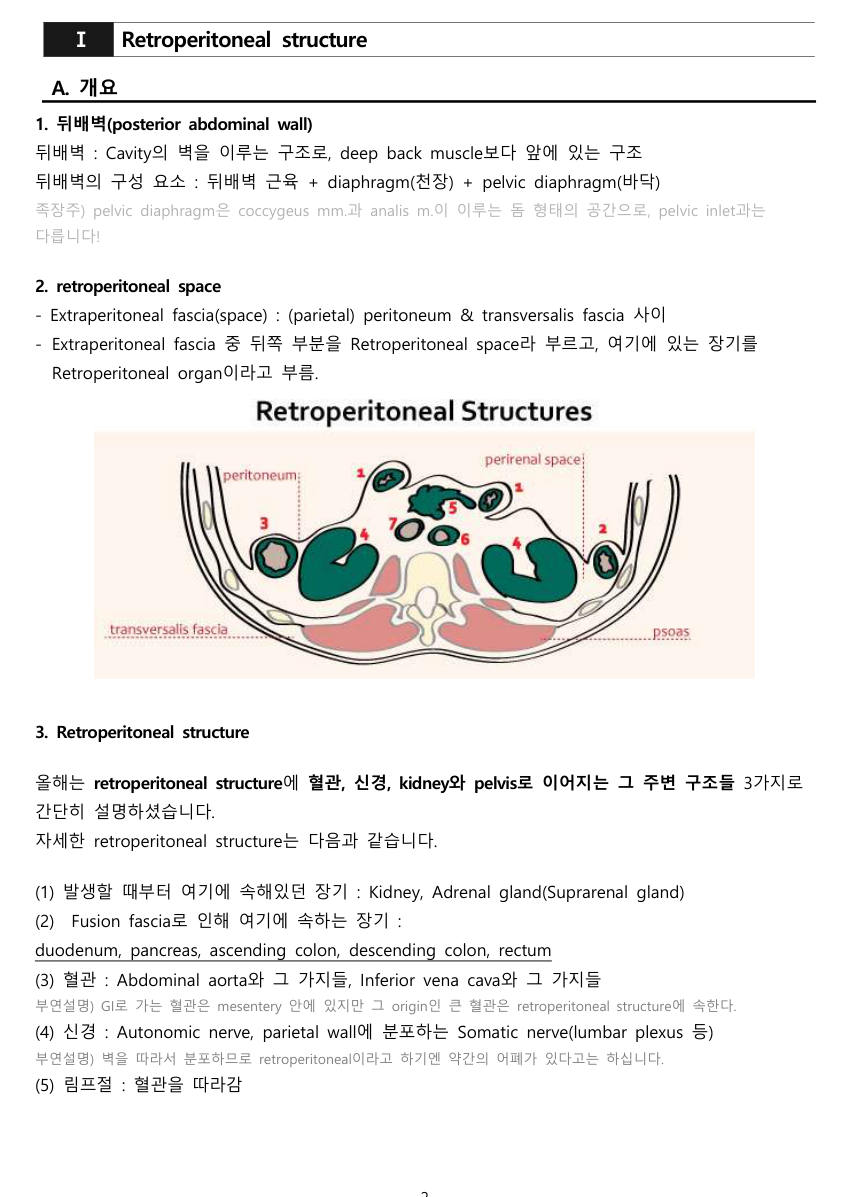 I Retroperitoneal structure
A. 개요
1. 뒤배벽(posterior abdominal wall)
뒤배벽 : Cavity의 벽을 이루는 구조로, deep back muscle보다 앞에 있는 구조
뒤배벽의 구성 요소 : 뒤배벽 근육 + diaphragm(천장) + pelvic diaphragm(바닥)
족장주) pelvic diaphragm은 coccygeus mm.과 analis m.이 이루는 돔 형태의 공간으로, pelvic inlet과는
다릅니다!
2. retroperitoneal space
- Extraperitoneal fascia(space) : (parietal) peritoneum & transversalis fascia 사이
- Extraperitoneal fascia 중 뒤쪽 부분을 Retroperitoneal space라 부르고, 여기에 있는 장기를
Retroperitoneal organ이라고 부름.
Retroperitoneal Structures
perirenal space
peritoneum
1
1
5
3
7
4
6
4
2
transversalis fascia
psoas
3. Retroperitoneal structure
올해는 retroperitoneal structure에 혈관, 신경, kidney와 pelvis로 이어지는 그 주변 구조들 3가지로
간단히 설명하셨습니다.
자세한 retroperitoneal structure는 다음과 같습니다.
(1) 발생할 때부터 여기에 속해있던 장기 : Kidney, Adrenal gland(Suprarenal gland)
(2) Fusion fascia로 인해 여기에 속하는 장기 :
duodenum, pancreas, ascending colon, descending colon, rectum
(3) 혈관 : Abdominal aorta와 그 가지들, Inferior vena cava와 그 가지들
부연설명) GI로 가는 혈관은 mesentery 안에 있지만 그 origin인 큰 혈관은 retroperitoneal structure에 속한다.
(4) 신경 : Autonomic nerve, parietal wall에 분포하는 Somatic nerve(lumbar plexus 등)
부연설명) 벽을 따라서 분포하므로 retroperitoneal이라고 하기엔 약간의 어폐가 있다고는 하십니다.
(5) 림프절 : 혈관을 따라감